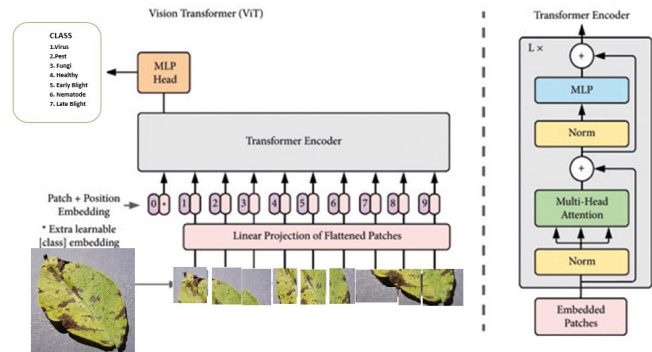 Vision Transformer (ViT)
CLASS
1.Virus
2.Pest
3. Fungi
4. Healthy
5. Early Blight
6. Nematode
7. Late Blight
MLP
Head
Transformer Encoder
Patch + Position
Embedding
0 * 1 2 3 4 5 6 7 8 9
* Extra learnable
[class] embedding
Linear Projection of Flattened Patches
Transformer Encoder
L ×
+
MLP
Norm
+
Multi-Head
Attention
Norm
Embedded
Patches